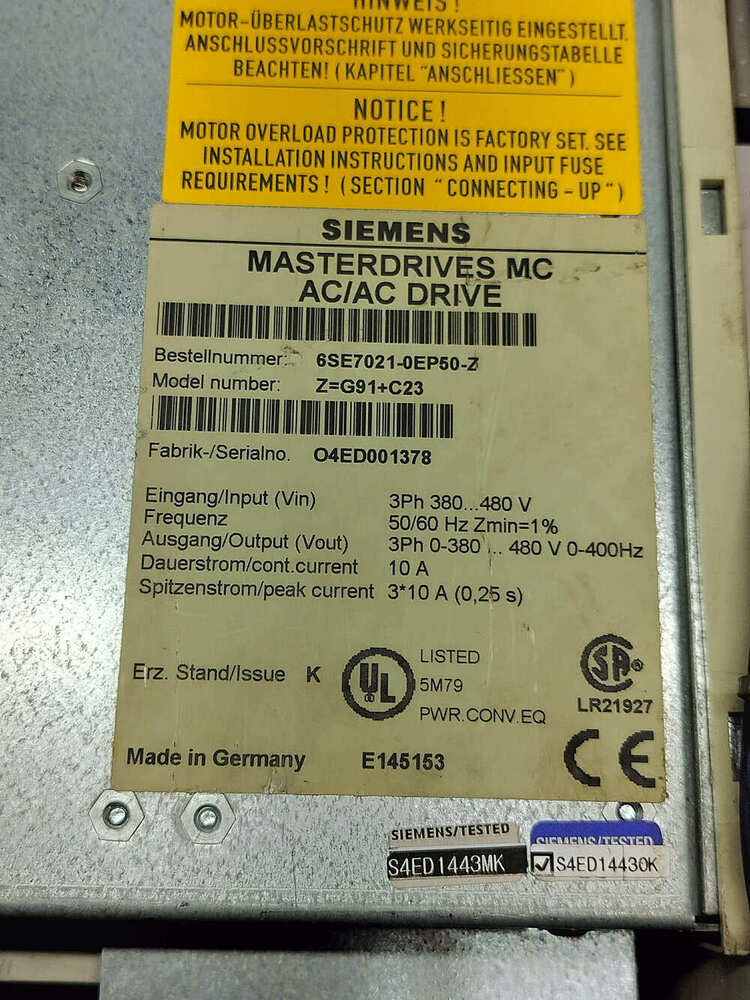 HINWEIS !
MOTOR-ÜBERLASTSCHUTZ WERKSEITIG EINGESTELLT.
ANSCHLUSSVORSCHRIFT UND SICHERUNGSTABELLE
BEACHTEN! ( KAPITEL "ANSCHLIESSEN" )
NOTICE !
MOTOR OVERLOAD PROTECTION IS FACTORY SET. SEE
INSTALLATION INSTRUCTIONS AND INPUT FUSE
REQUIREMENTS ! ( SECTION " CONNECTING - UP " )
SIEMENS
MASTERDRIVES MC
AC/AC DRIVE
Bestellnummer: 6SE7021-0EP50-Z
Model number: Z=G91+C23
Fabrik-/Serialno. O4ED001378
Eingang/Input (Vin) 3Ph 380...480 V
Frequenz 50/60 Hz Zmin=1%
Ausgang/Output (Vout) 3Ph 0-380 ... 480 V 0-400Hz
Dauerstrom/cont.current 10 A
Spitzenstrom/peak current 3*10 A (0,25 s)
Erz. Stand/Issue K
UL
LISTED
5M79
PWR.CONV.EQ
SA
LR21927
Made in Germany E145153
CE
SIEMENS/TESTED
S4ED1443MK
SIEMENS/TESTED
S4ED14430K